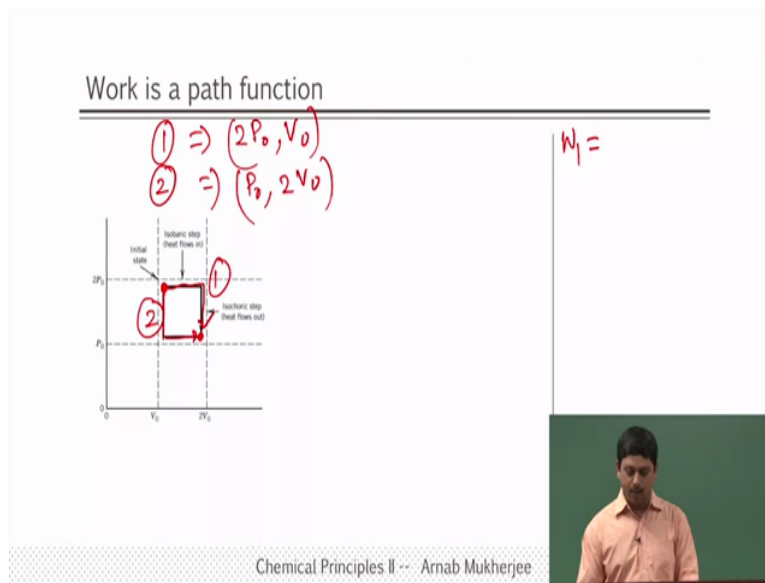 Work is a path function
① ⇒ (2P₀, V₀)
② ⇒ (P₀, 2V₀)
W₁ =
Isobaric step
(heat flows in)
Initial
state
2P₀
①
②
Isochoric step
(heat flows out)
P₀
0
0
V₀
2V₀
Chemical Principles II -- Arnab Mukherjee